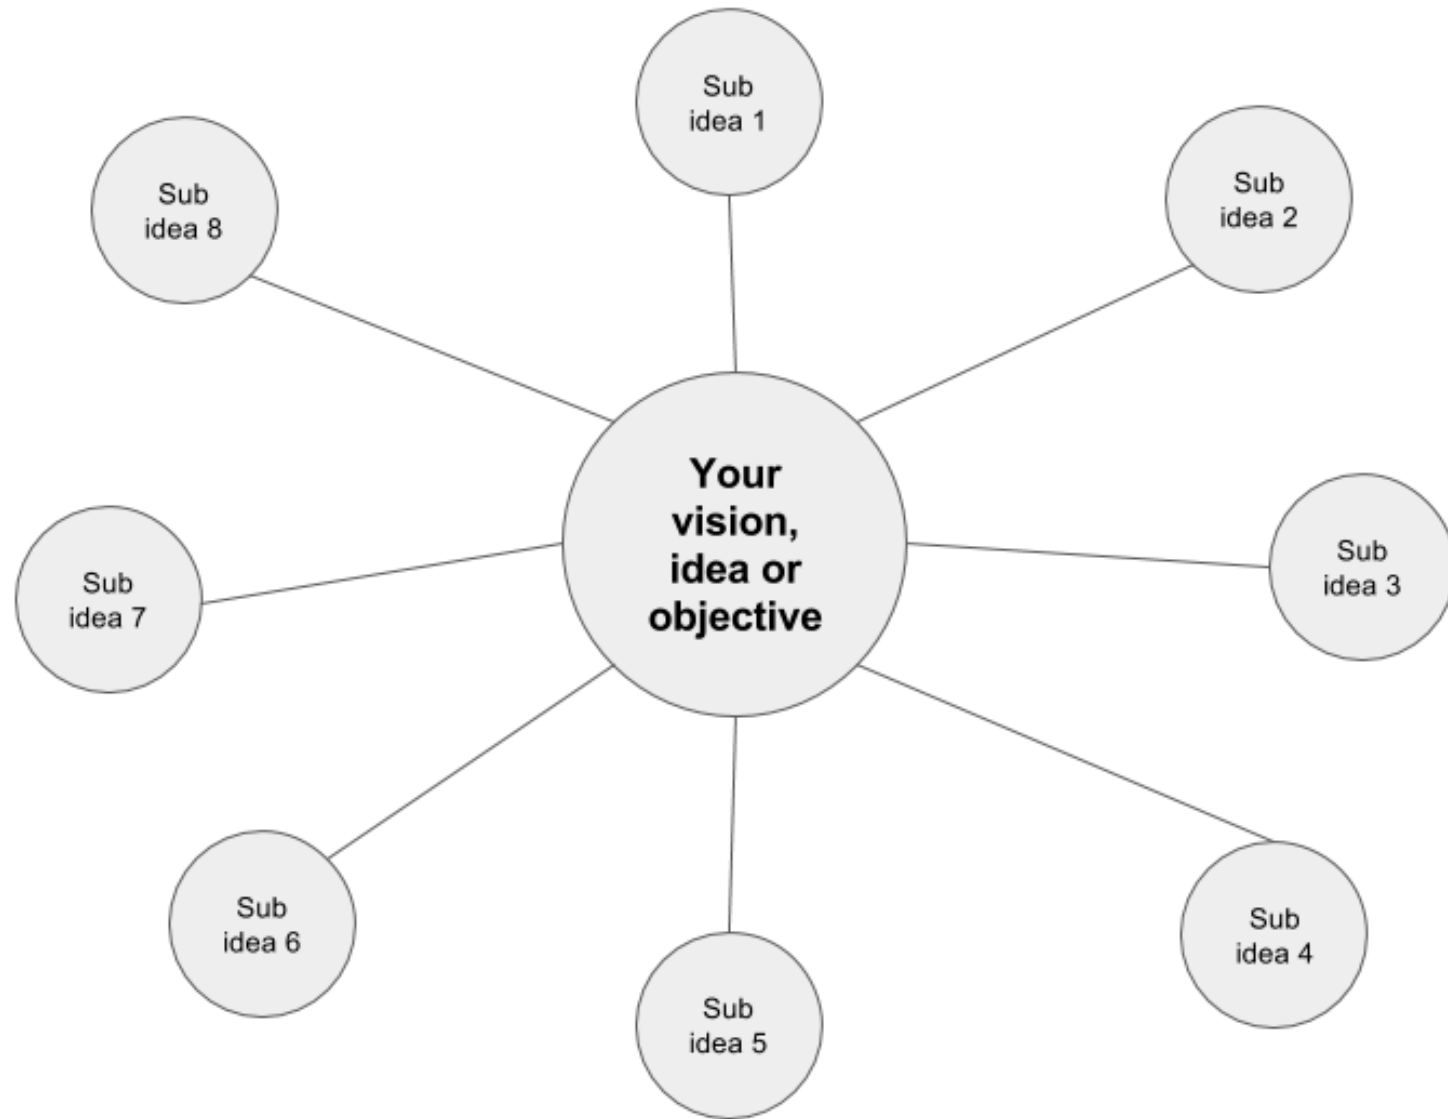 Sub
idea 1
Sub
idea 2
Sub
idea 8
Your
vision,
idea or
objective
Sub
idea 3
Sub
idea 7
Sub
idea 6
Sub
idea 4
Sub
idea 5